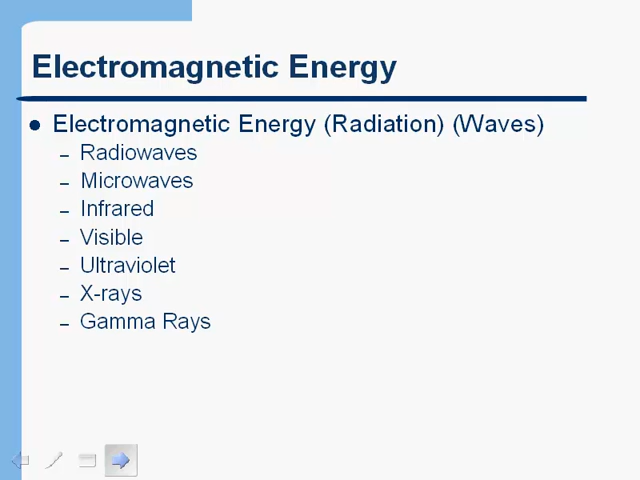 Electromagnetic Energy
● Electromagnetic Energy (Radiation) (Waves)
– Radiowaves
– Microwaves
– Infrared
– Visible
– Ultraviolet
– X-rays
– Gamma Rays